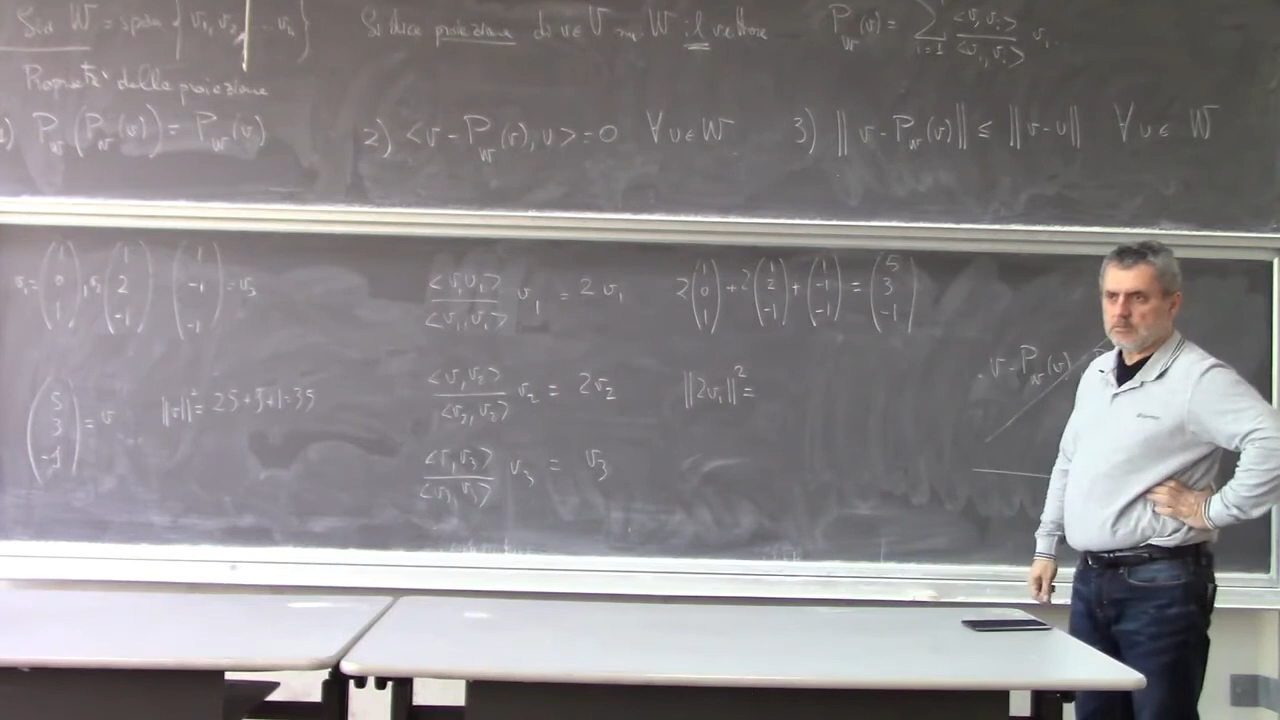 Sia W = span { v₁, v₂, ... vₙ } Si dice proiezione di v ∈ V su W il vettore P_W(v) = ∑_{i=1} <v, vᵢ> / <vᵢ, vᵢ> vᵢ
Proprietà della proiezione
1) P_W(P_W(v)) = P_W(v) 2) <v - P_W(v), u> = 0 ∀ u ∈ W 3) ‖v - P_W(v)‖ ≤ ‖v - u‖ ∀ u ∈ W
v₁ = (1 0 1), v₂ (1 2 -1) (1 -1 -1) = v₃ <v, v₁> / <v₁, v₁> v₁ = 2 v₁ 2 (1 0 1) + 2 (1 2 -1) + (1 -1 -1) = (5 3 -1)
v - P_W(v)
(5 3 -1) = v ‖v‖² = 25 + 9 + 1 = 35 <v, v₂> / <v₂, v₂> v₂ = 2v₂ ‖2v₁‖² =
<v, v₃> / <v₃, v₃> v₃ = v₃